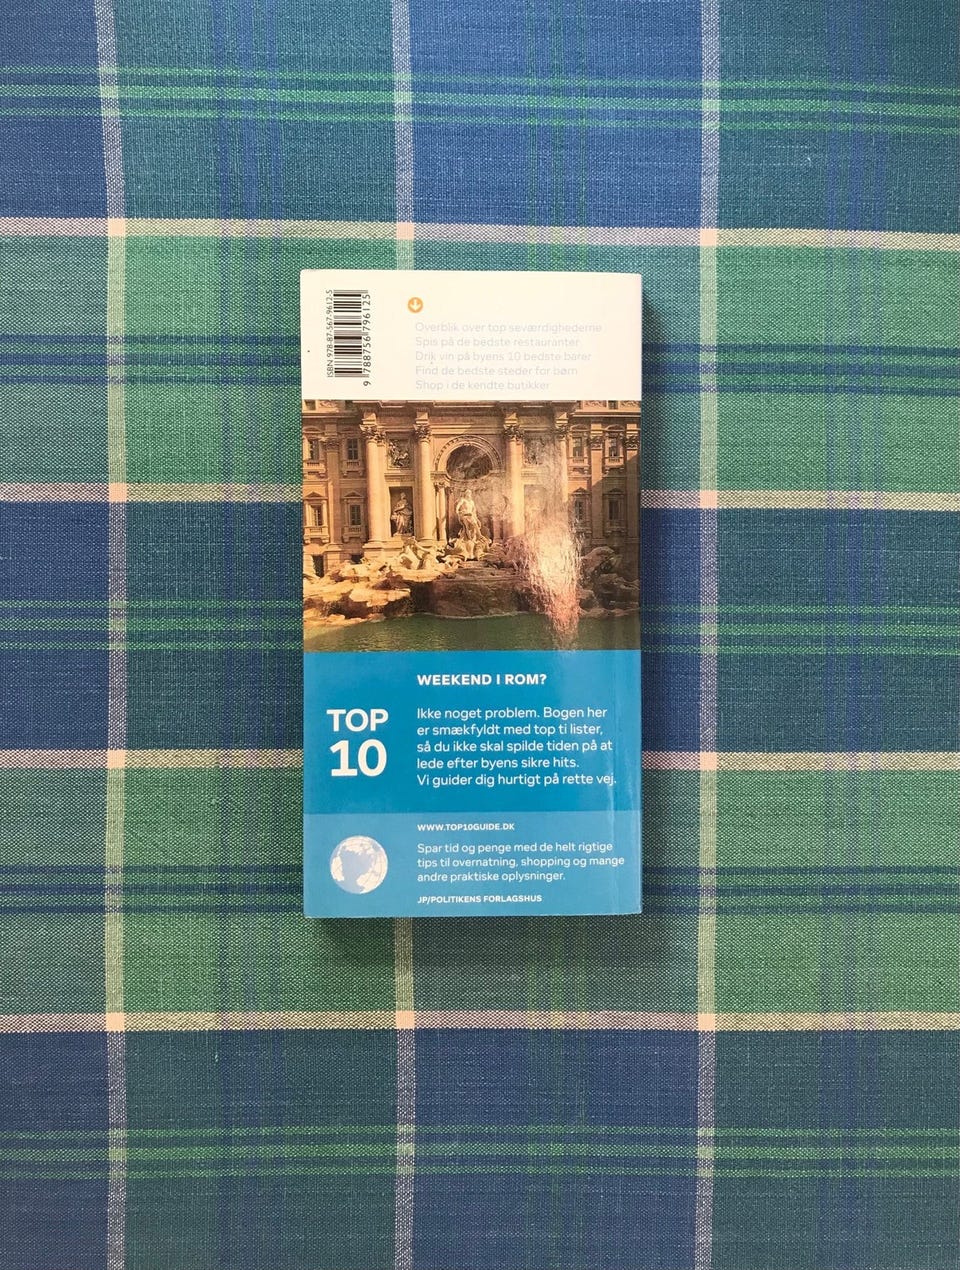 ISBN 978-87-567-9612-5
9 788756 796125
Overblik over top seværdighederne
Spis på de bedste restauranter
Drik vin på byens 10 bedste barer
Find de bedste steder for børn
Shop i de kendte butikker
WEEKEND I ROM?
TOP
10
Ikke noget problem. Bogen her
er smækfyldt med top ti lister,
så du ikke skal spilde tiden på at
lede efter byens sikre hits.
Vi guider dig hurtigt på rette vej.
WWW.TOP10GUIDE.DK
Spar tid og penge med de helt rigtige
tips til overnatning, shopping og mange
andre praktiske oplysninger.
JP/POLITIKENS FORLAGSHUS